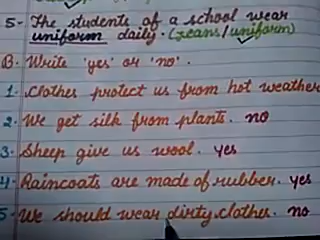 5- The students of a school wear
uniform daily. (jeans/uniform)
B. Write 'yes' or 'no'.
1. Clothes protect us from hot weather
2. We get silk from plants. no
3. Sheep give us wool. yes
4. Raincoats are made of rubber. yes
5- We should wear dirty clothes. no